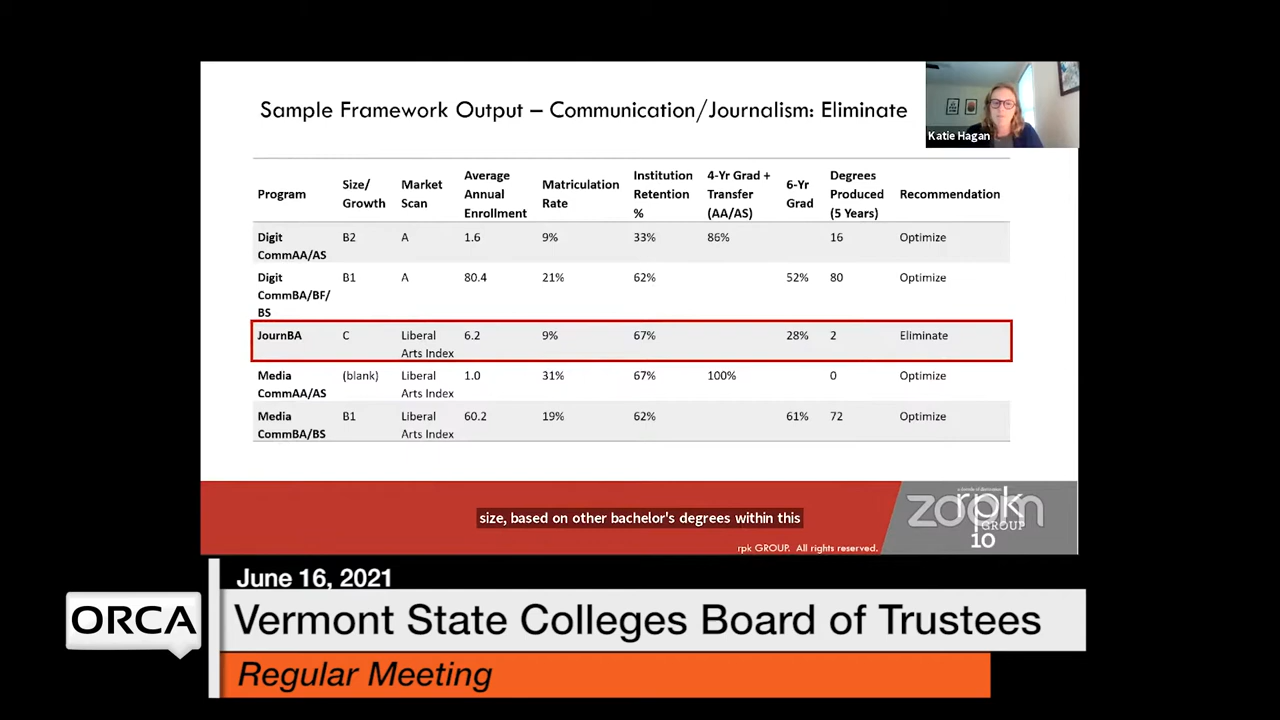 Sample Framework Output – Communication/Journalism: Eliminate
Katie Hagan
Program Size/ Growth Market Scan Average Annual Enrollment Matriculation Rate Institution Retention % 4-Yr Grad + Transfer (AA/AS) 6-Yr Grad Degrees Produced (5 Years) Recommendation
Digit CommAA/AS B2 A 1.6 9% 33% 86% 16 Optimize
Digit CommBA/BF/ BS B1 A 80.4 21% 62% 52% 80 Optimize
JournBA C Liberal Arts Index 6.2 9% 67% 28% 2 Eliminate
Media CommAA/AS (blank) Liberal Arts Index 1.0 31% 67% 100% 0 Optimize
Media CommBA/BS B1 Liberal Arts Index 60.2 19% 62% 61% 72 Optimize
size, based on other bachelor's degrees within this
zoom
rpk
GROUP
10
rpk GROUP. All rights reserved.
June 16, 2021
ORCA
Vermont State Colleges Board of Trustees
Regular Meeting